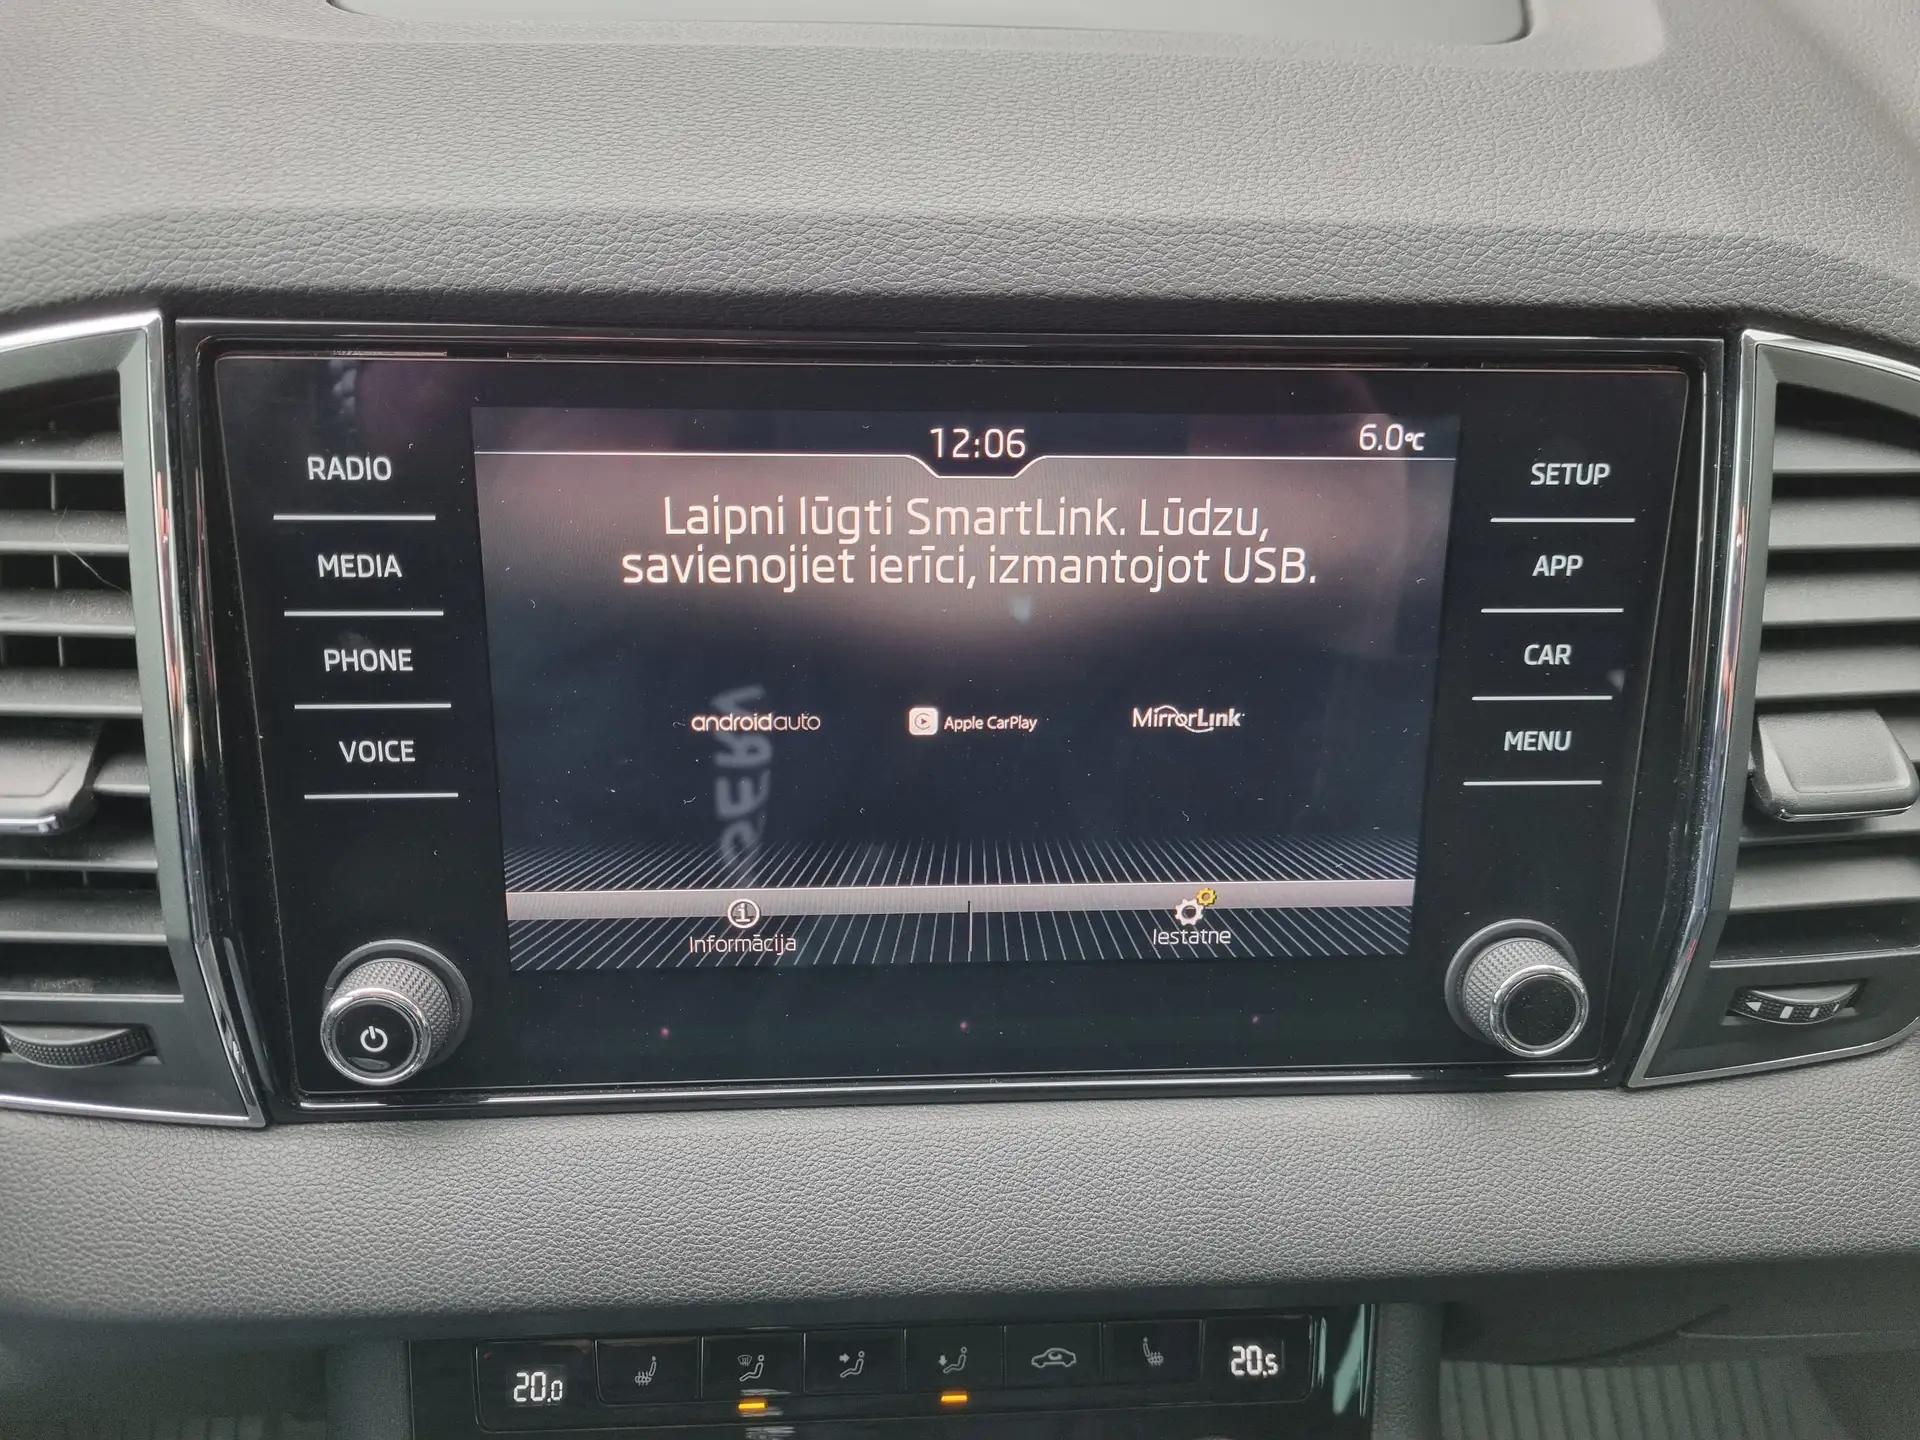 12:06
6.0°C
RADIO
MEDIA
PHONE
VOICE
Laipni lūgti SmartLink. Lūdzu,
savienojiet ierīci, izmantojot USB.
androidauto
Apple CarPlay
MirrorLink
Informācija
Iestatne
SETUP
APP
CAR
MENU
20.0
20.5